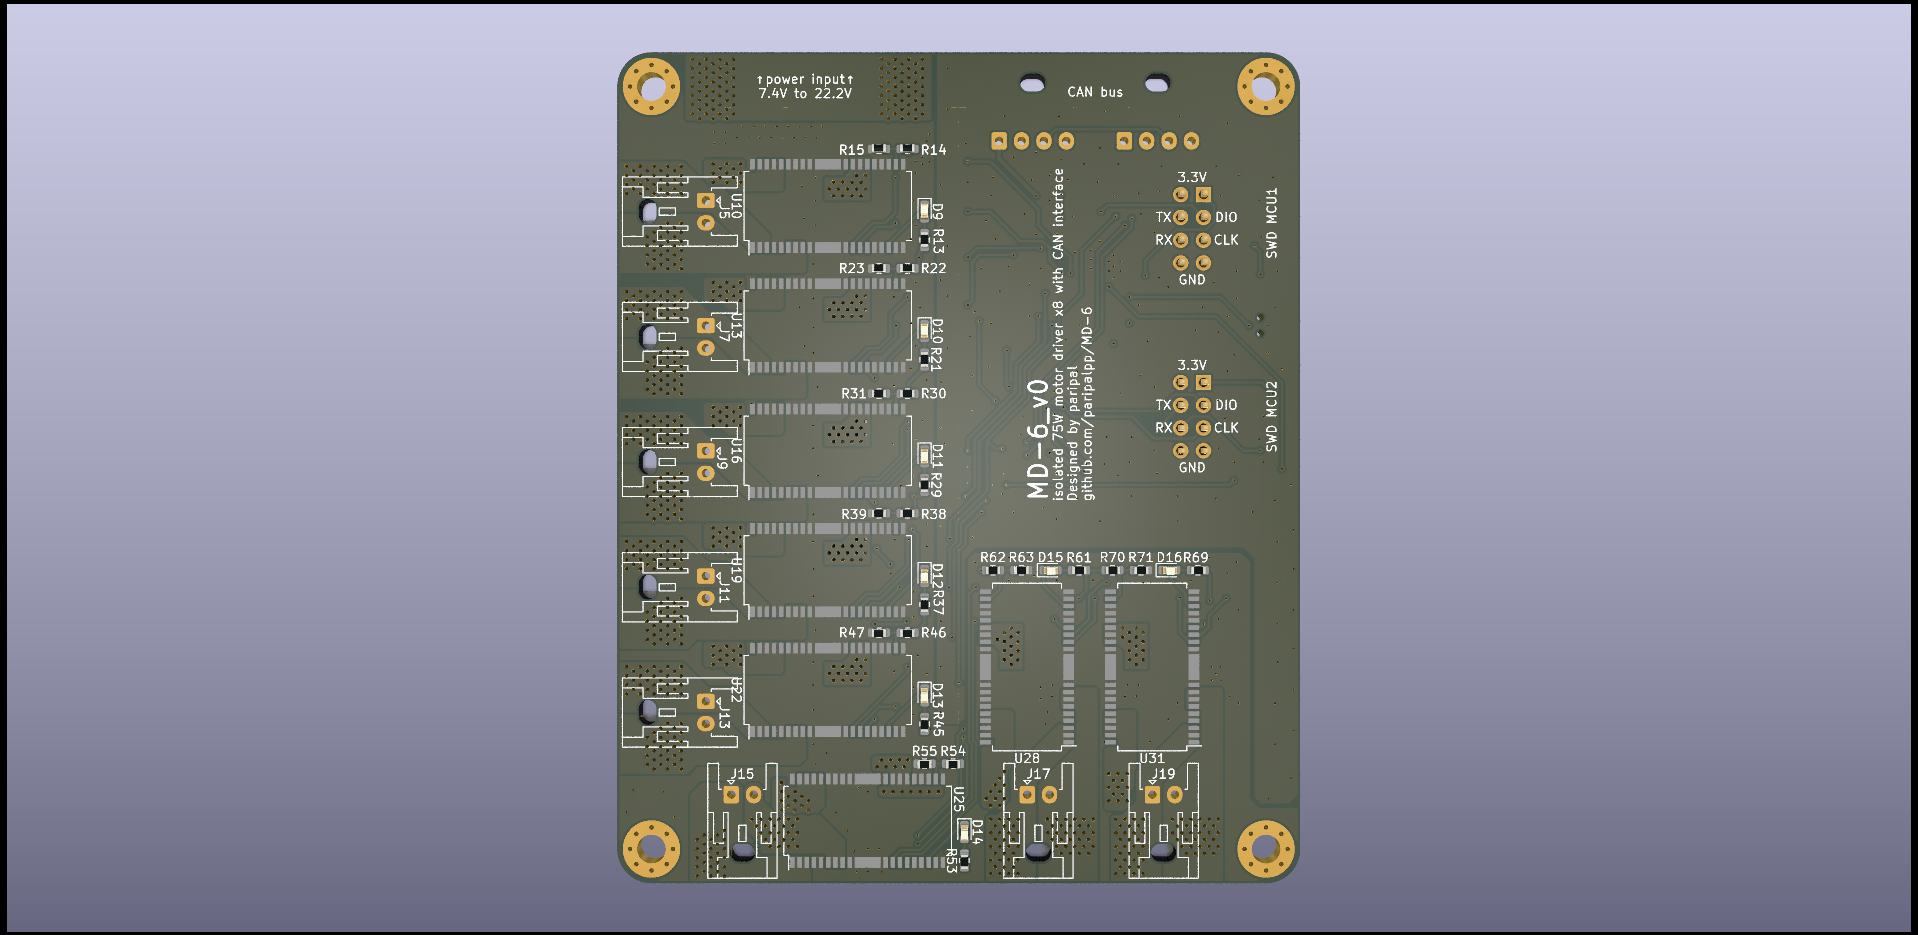 ↑power input↑
7.4V to 22.2V
CAN bus
R15
R14
U10
J5
D9
R13
3.3V
TX
DIO
RX
CLK
GND
SWD MCU1
R23
R22
U13
J7
D10
R21
3.3V
TX
DIO
RX
CLK
GND
SWD MCU2
MD-6_v0
isolated 75W motor driver x8 with CAN interface
Designed by paripal
github.com/paripalpp/MD-6
R31
R30
U16
J9
D11
R29
R39
R38
U19
J11
D12
R37
R62
R63
D15
R61
R70
R71
D16
R69
R47
R46
U22
J13
D13
R45
R55
R54
U28
U31
J15
J17
J19
U25
D14
R53